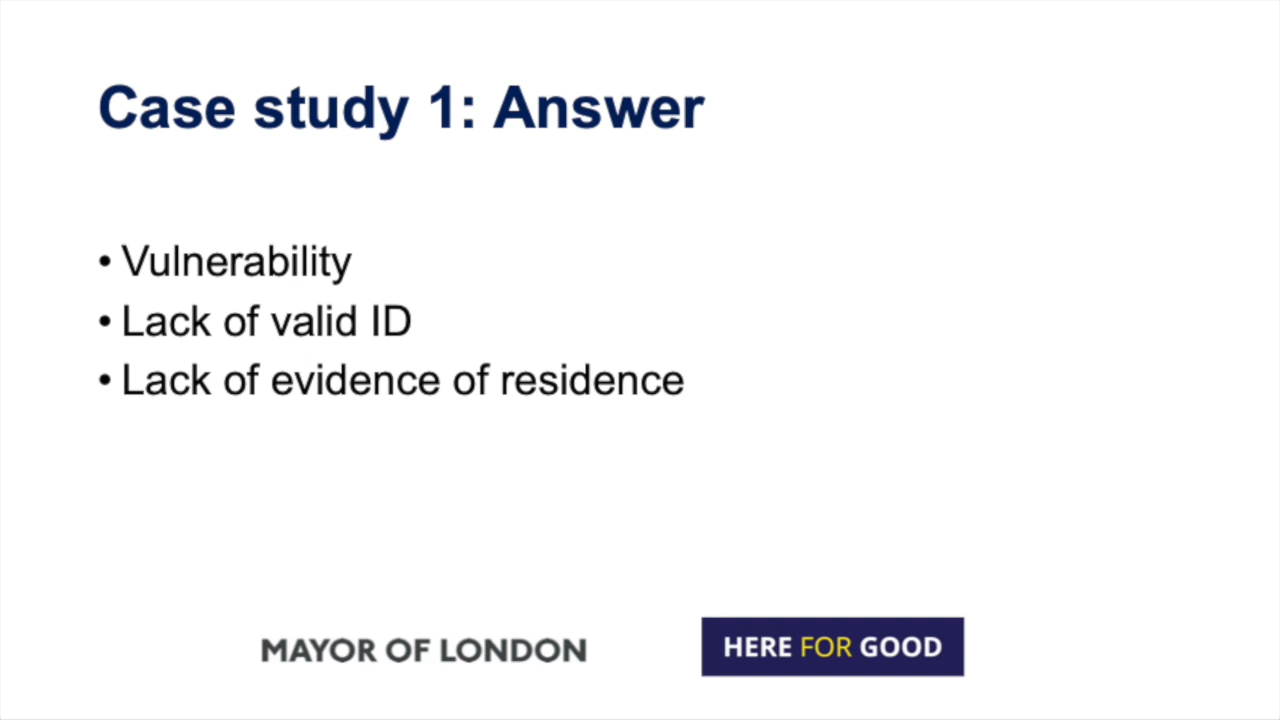 Case study 1: Answer
• Vulnerability
• Lack of valid ID
• Lack of evidence of residence
MAYOR OF LONDON
HERE FOR GOOD